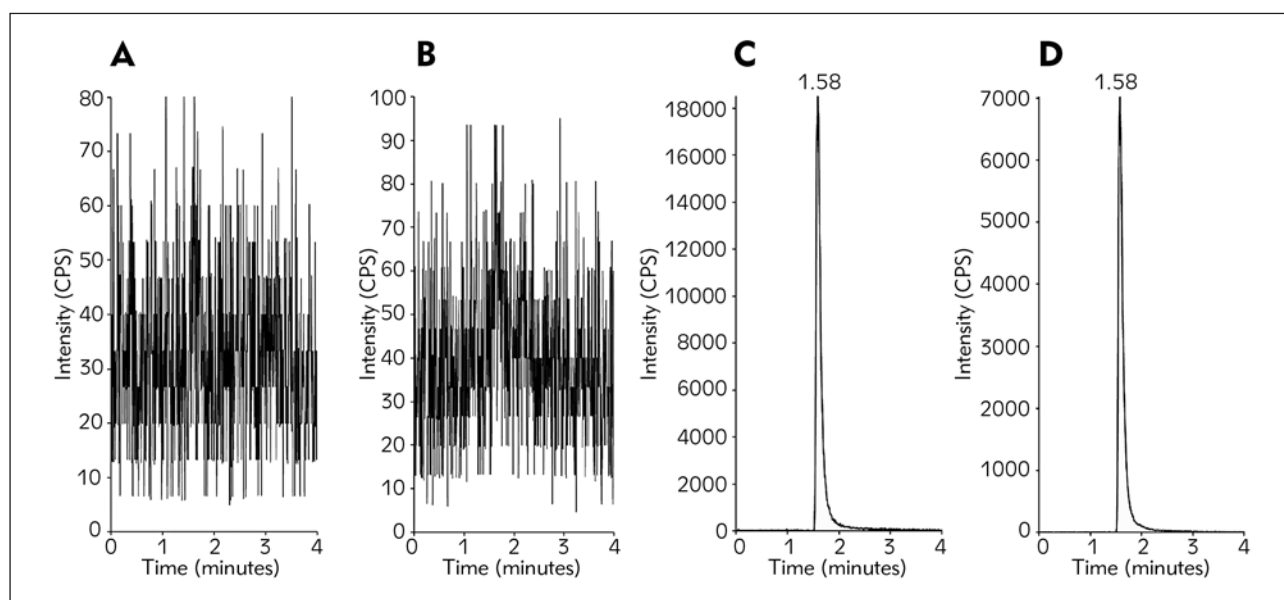 A
B
C
D
1.58
1.58
Intensity (CPS)
80
70
60
50
40
30
20
10
0
0 1 2 3 4
Time (minutes)
Intensity (CPS)
100
90
80
70
60
50
40
30
20
10
0
0 1 2 3 4
Time (minutes)
Intensity (CPS)
18000
16000
14000
12000
10000
8000
6000
4000
2000
0
0 1 2 3 4
Time (minutes)
Intensity (CPS)
7000
6000
5000
4000
3000
2000
1000
0
0 1 2 3 4
Time (minutes)